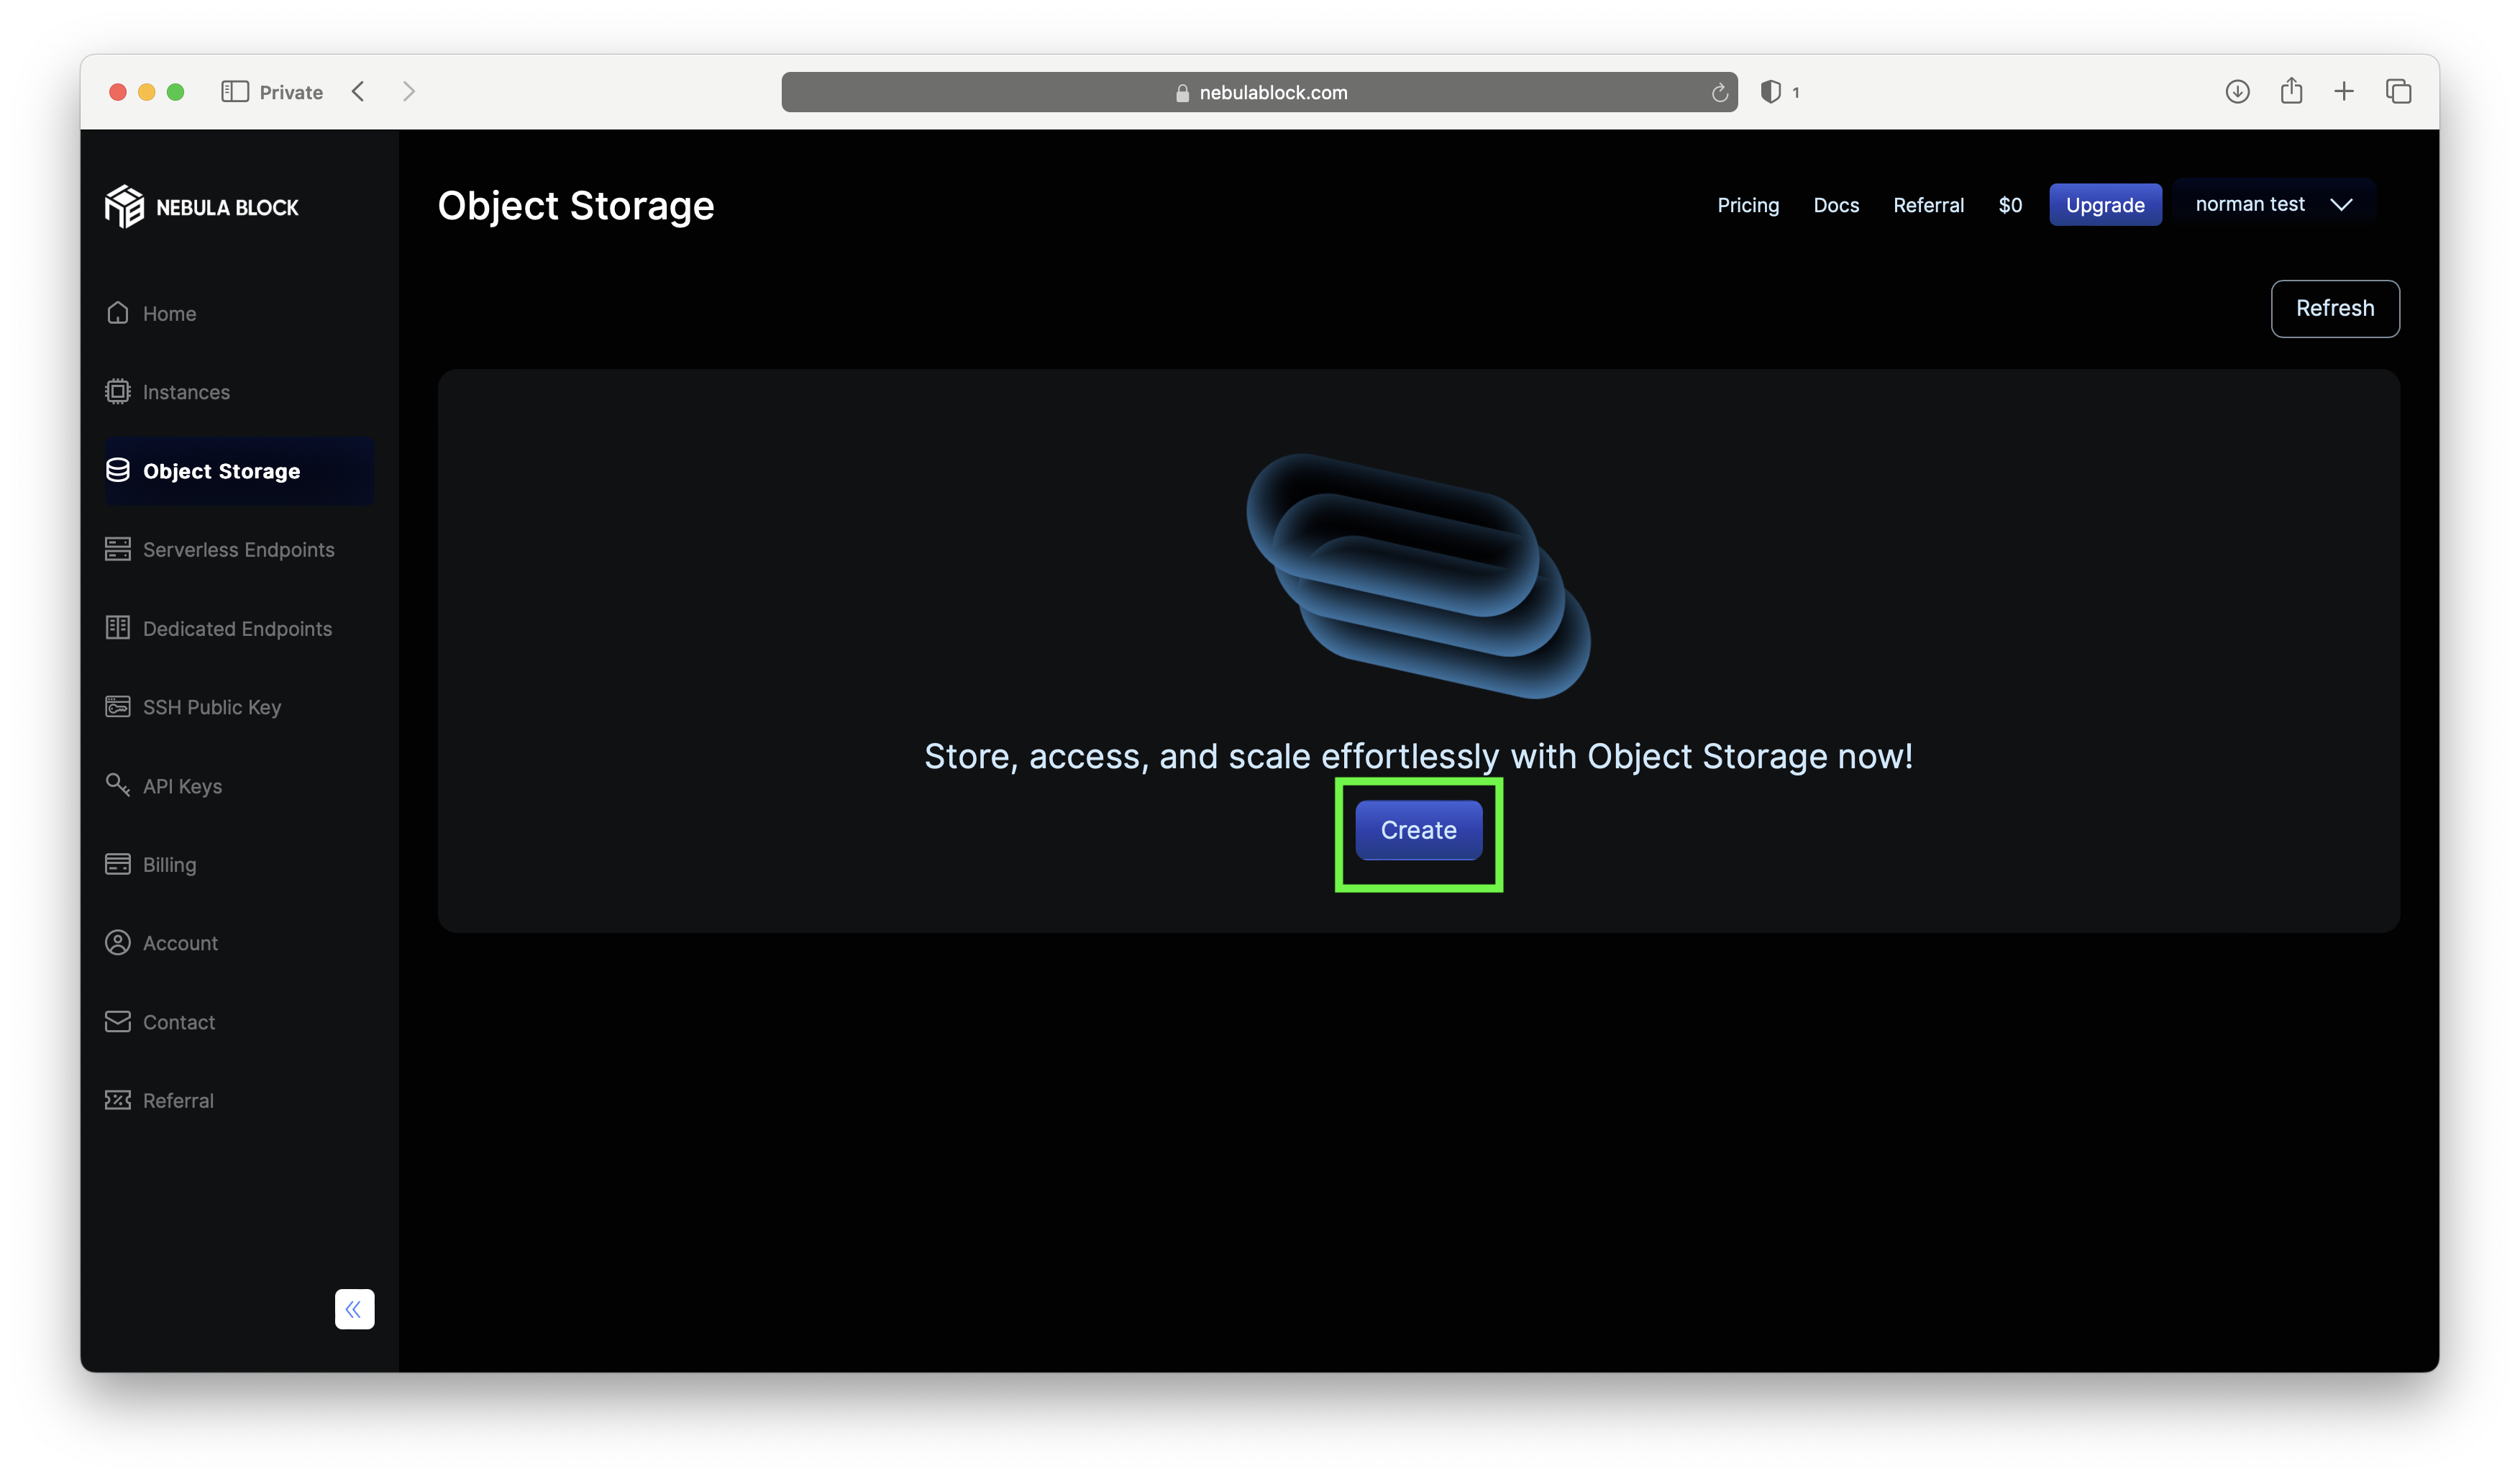 Private
nebulablock.com
1
NEBULA BLOCK
Object Storage
Pricing
Docs
Referral
$0
Upgrade
norman test
Refresh
Home
Instances
Object Storage
Serverless Endpoints
Dedicated Endpoints
SSH Public Key
API Keys
Billing
Account
Contact
Referral
Store, access, and scale effortlessly with Object Storage now!
Create